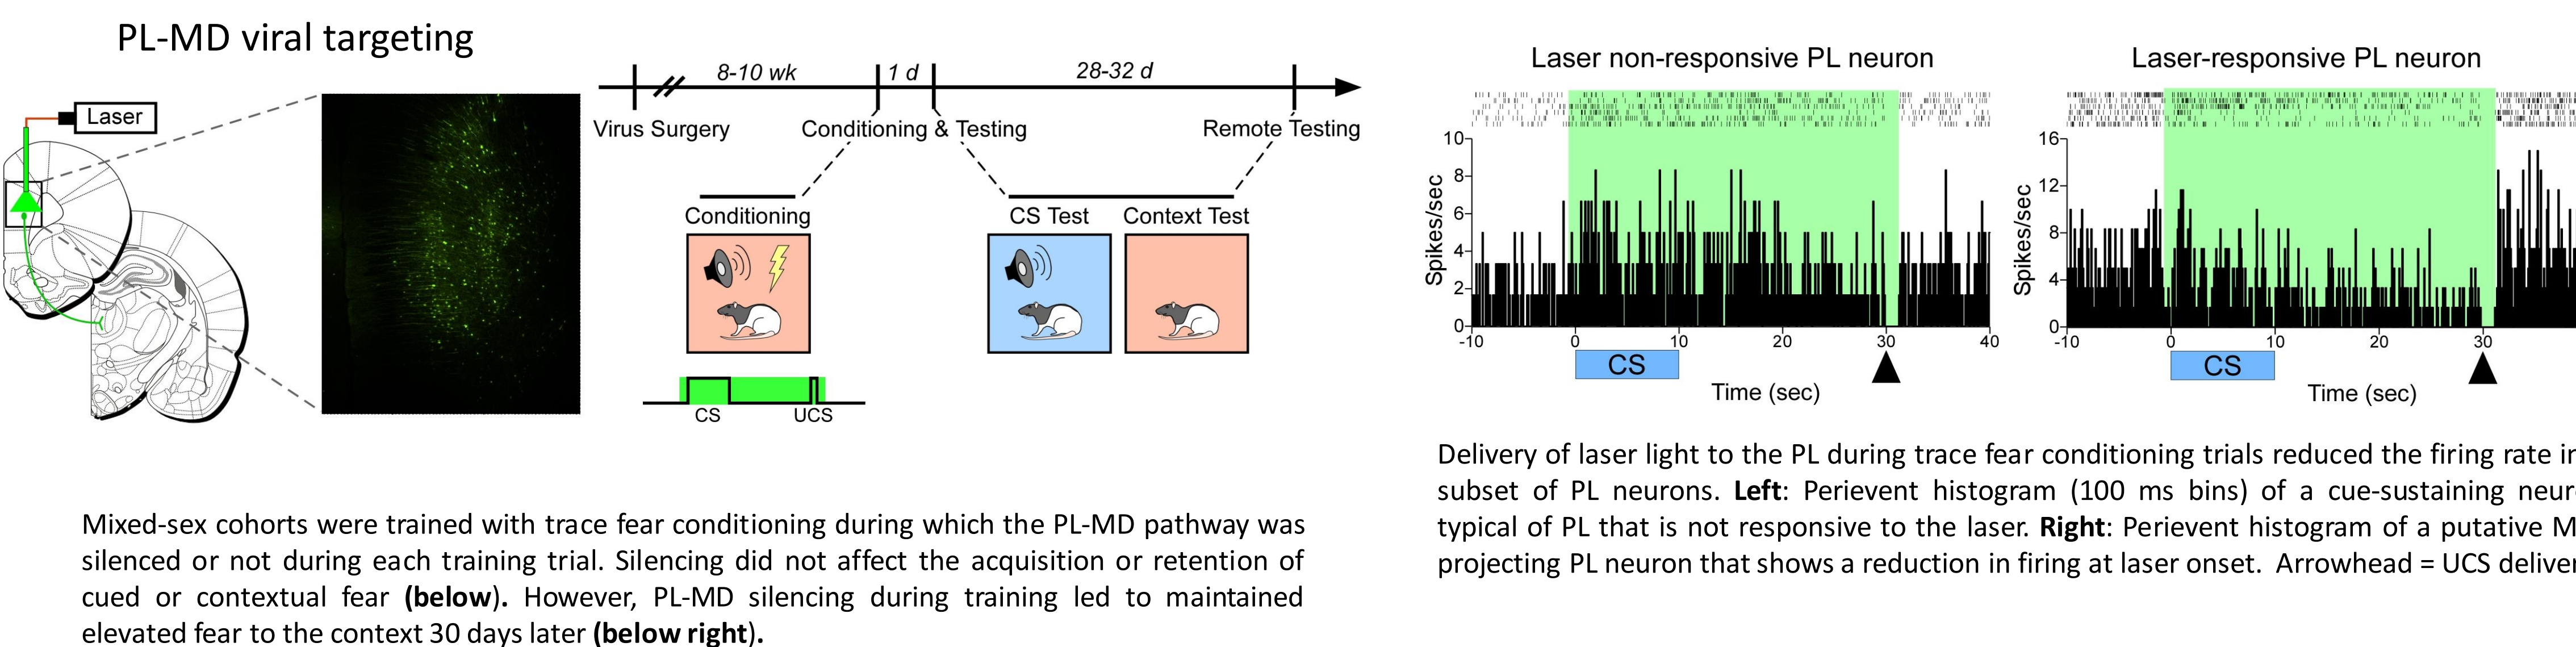 PL-MD viral targeting
Laser
8-10 wk
1 d
28-32 d
Virus Surgery
Conditioning & Testing
Remote Testing
Conditioning
CS Test
Context Test
CS
UCS
Mixed-sex cohorts were trained with trace fear conditioning during which the PL-MD pathway was
silenced or not during each training trial. Silencing did not affect the acquisition or retention of
cued or contextual fear (below). However, PL-MD silencing during training led to maintained
elevated fear to the context 30 days later (below right).
Laser non-responsive PL neuron
Spikes/sec
10
8
6
4
2
0
-10 0 10 20 30 40
CS
Time (sec)
Laser-responsive PL neuron
Spikes/sec
16
12
8
4
0
-10 0 10 20 30
CS
Time (sec)
Delivery of laser light to the PL during trace fear conditioning trials reduced the firing rate in
subset of PL neurons. Left: Perievent histogram (100 ms bins) of a cue-sustaining
typical of PL that is not responsive to the laser. Right: Perievent histogram of a putative
projecting PL neuron that shows a reduction in firing at laser onset. Arrowhead = UCS